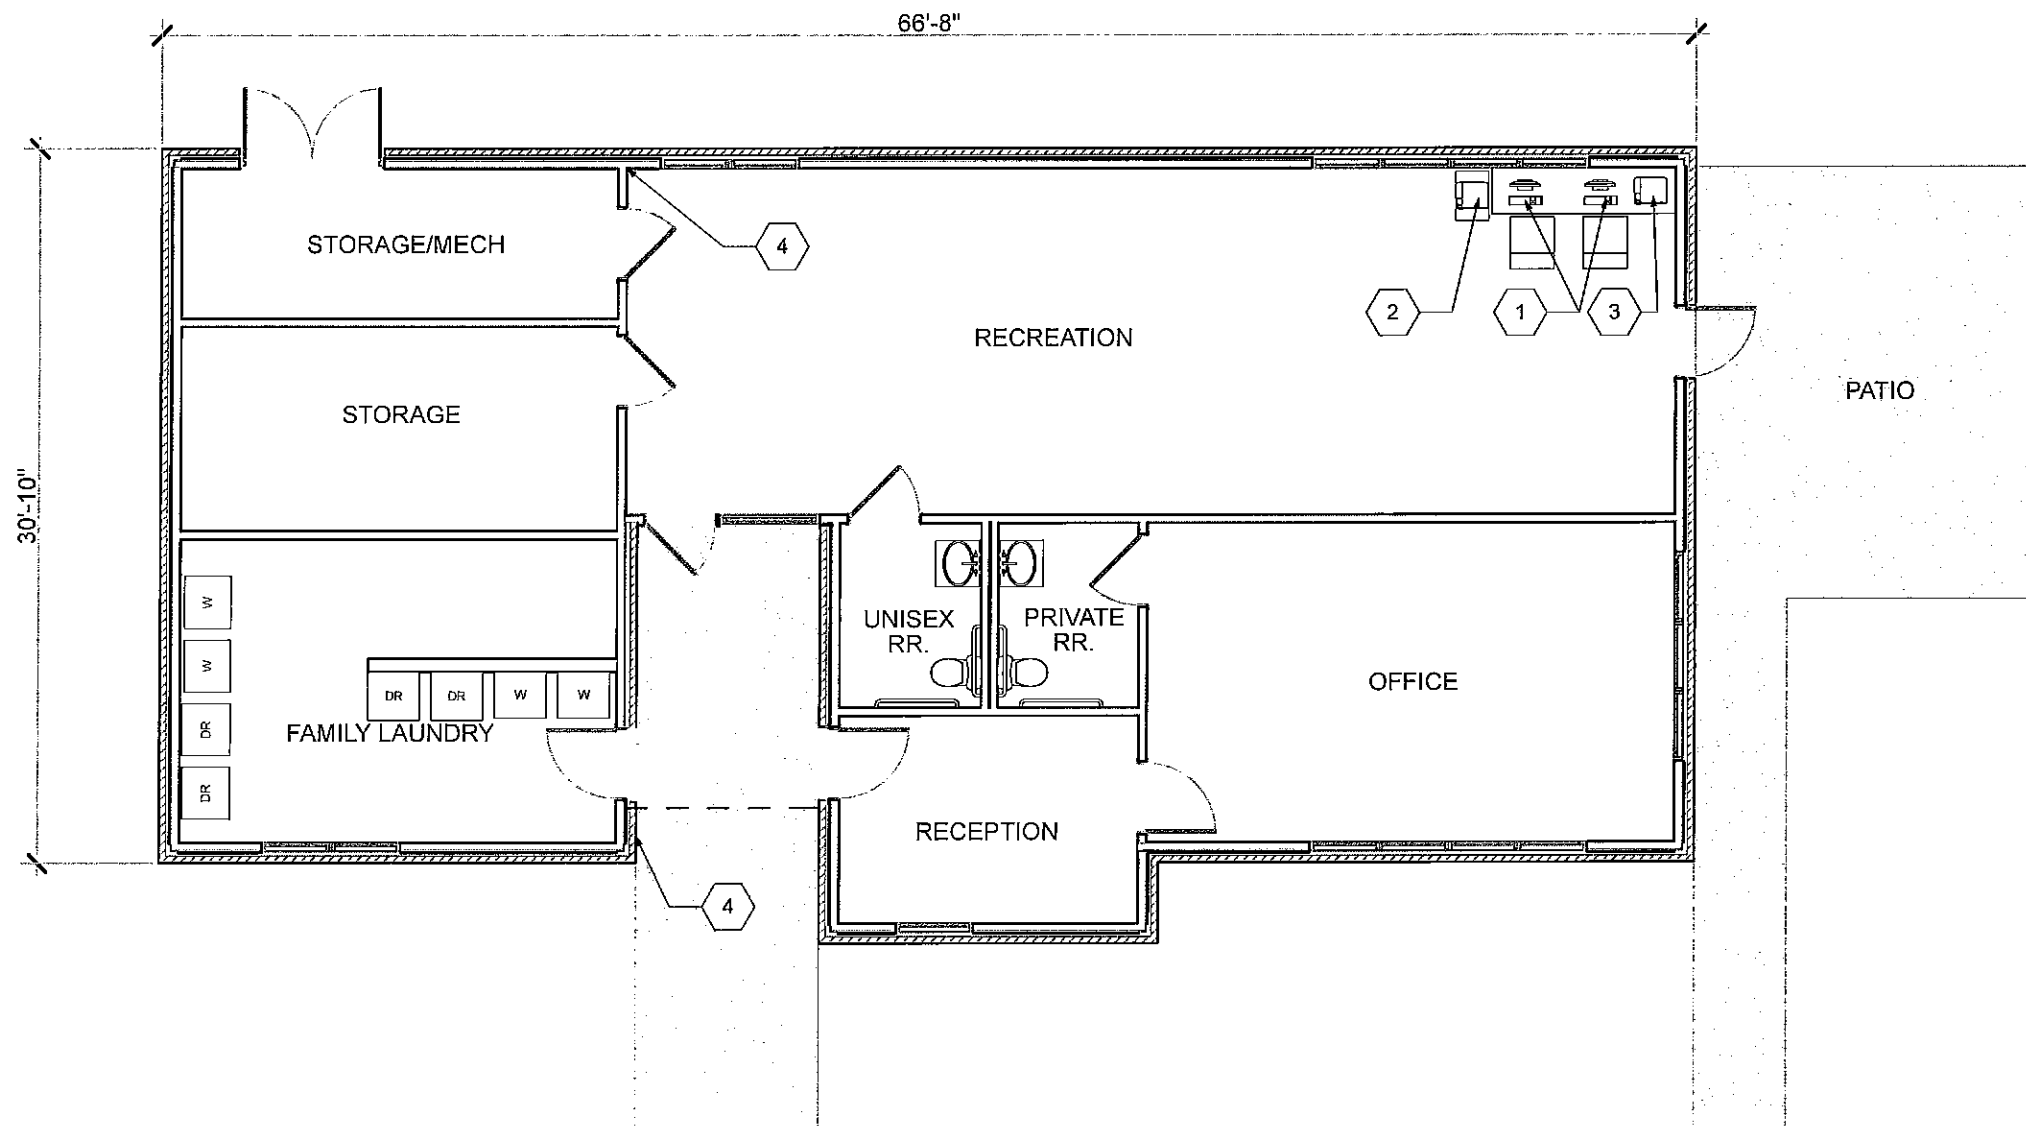 66'-8"
STORAGE/MECH
4
2
1
3
RECREATION
PATIO
STORAGE
30'-10"
W
W
DR
DR
UNISEX
RR.
PRIVATE
RR.
DR
DR
W
W
OFFICE
FAMILY LAUNDRY
RECEPTION
4